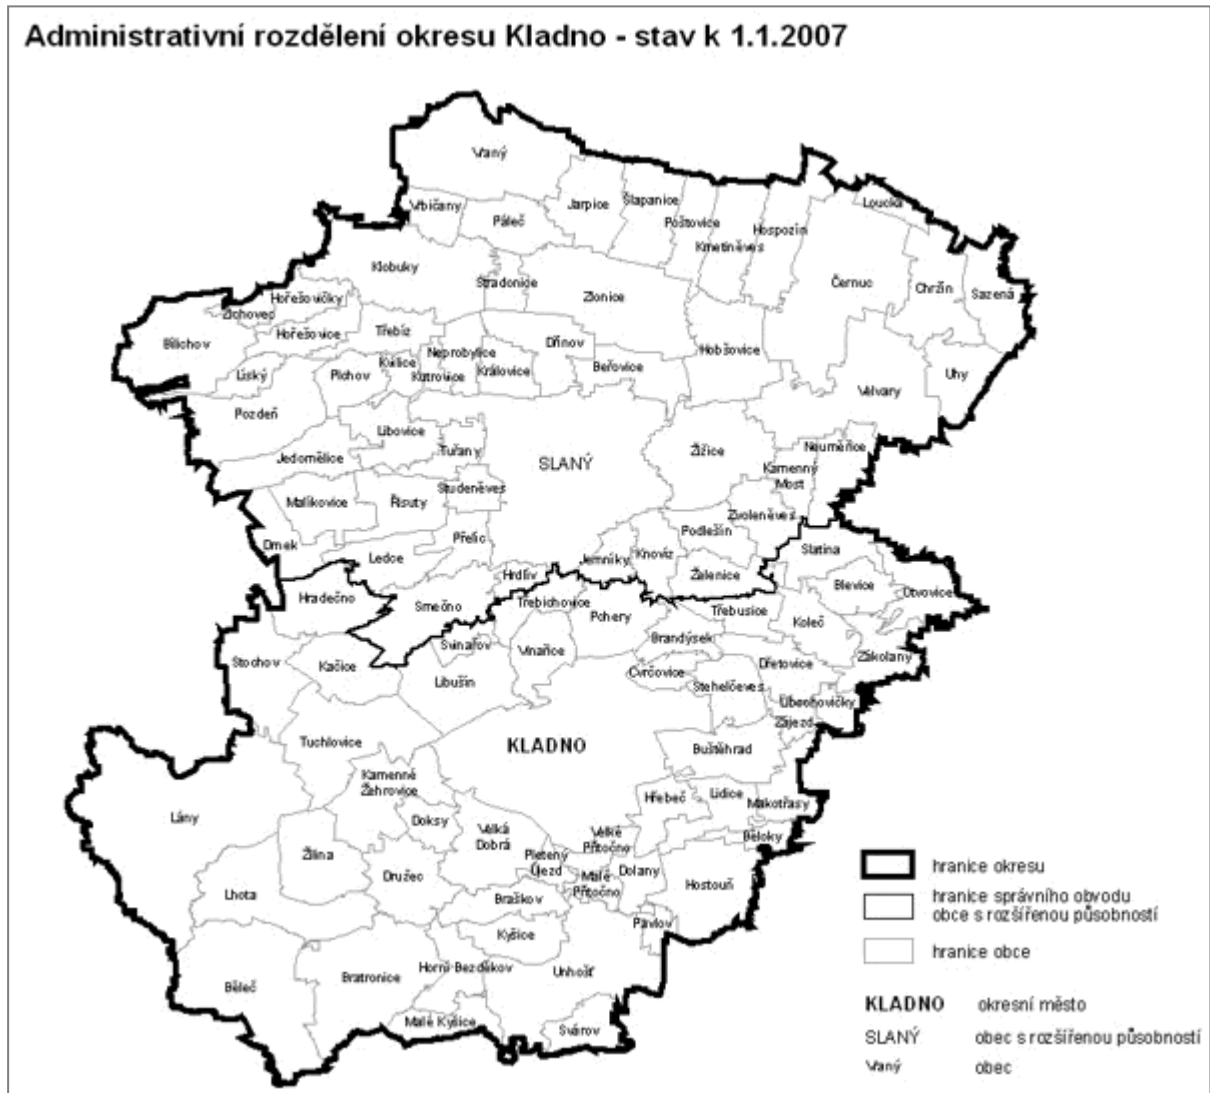 Administrativní rozdělení okresu Kladno - stav k 1.1.2007
Vraný
Loucká
Vrbičany
Páleč
Jarpice
Šlapanice
Poštovice
Kmetiněves
Hospozín
Klobuky
Stradonice
Zlonice
Černuc
Chržín
Sazená
Hořešovičky
Zichovec
Hořešovice
Třebíz
Bílichov
Neprobylice
Dřínov
Hobšovice
Líský
Plchov
Kvílice
Kutrovice
Královice
Beřovice
Uhy
Velvary
Pozdeň
Libovice
Tuřany
SLANÝ
Žižice
Neuměřice
Jedomělice
Kamenný
Most
Studeněves
Malíkovice
Řisuty
Zvoleněves
Přelíc
Podlešín
Drnek
Ledce
Jemníky
Knovíz
Slatina
Hrdlív
Želenice
Blevice
Otvovice
Hradečno
Smečno
Třebichovice
Pchery
Třebusice
Koleč
Svinařov
Vinařice
Brandýsek
Stochov
Kačice
Zákolany
Cvrčovice
Dřetovice
Libušín
Stehelčeves
Libochovičky
Zájezd
Tuchlovice
KLADNO
Buštěhrad
Kamenné
Žehrovice
Hřebeč
Lidice
Makotřasy
Lány
Doksy
Velká
Dobrá
Velké
Přítočno
Běloky
Žilina
Pletený
Újezd
Malé
Přítočno
Dolany
Družec
Hostouň
Lhota
Braškov
Pavlov
Kyšice
Běleč
Bratronice
Horní Bezděkov
Unhošť
Malé Kyšice
Svárov
hranice okresu
hranice správního obvodu
obce s rozšířenou působností
hranice obce
KLADNO okresní město
SLANÝ obec s rozšířenou působností
Vraný obec